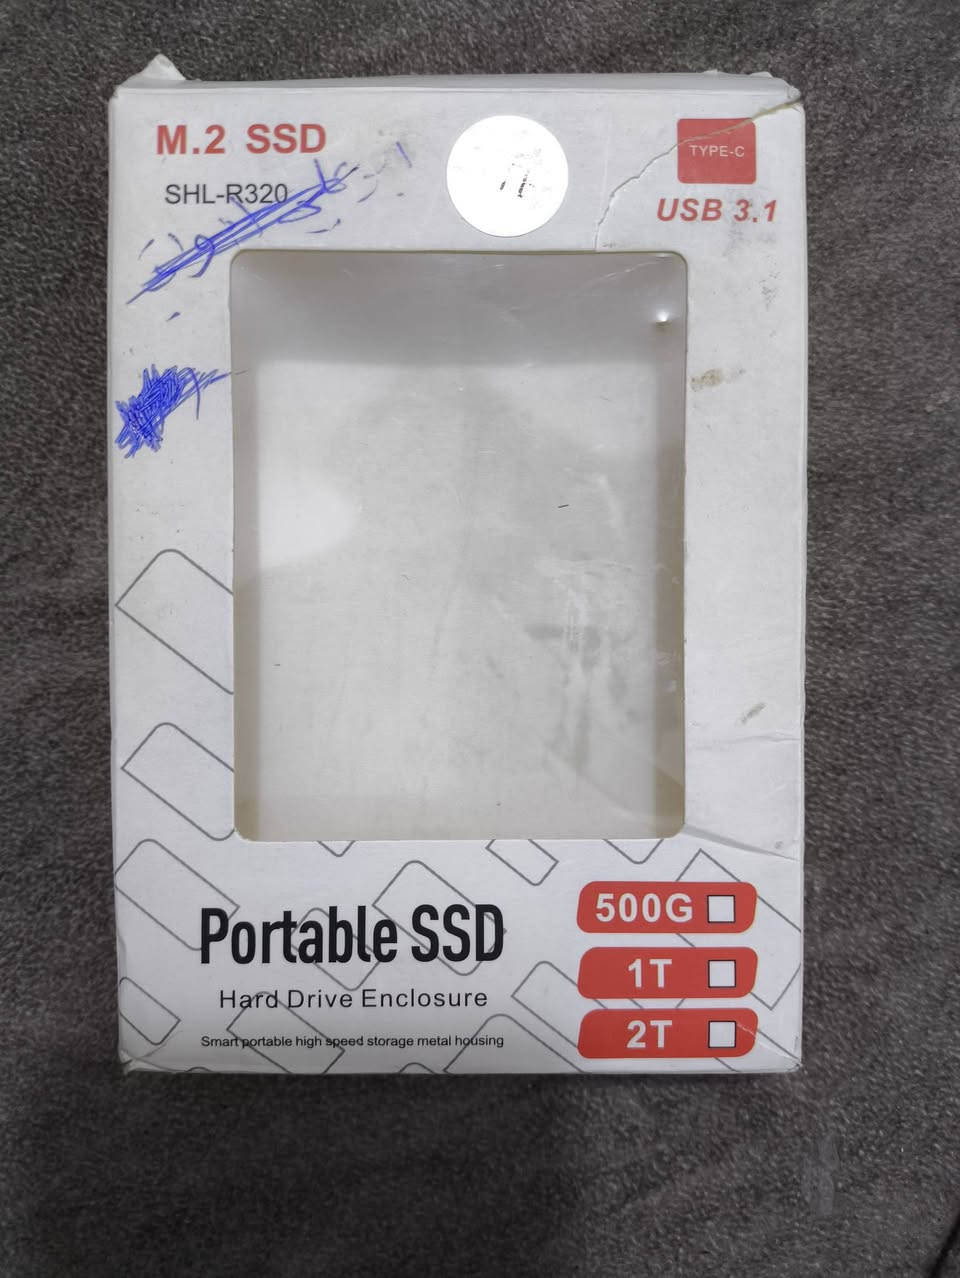 M.2 SSD
TYPE-C
SHL-R320
USB 3.1
500G
Portable SSD
1T
Hard Drive Enclosure
2T
Smart portable high speed storage metal housing